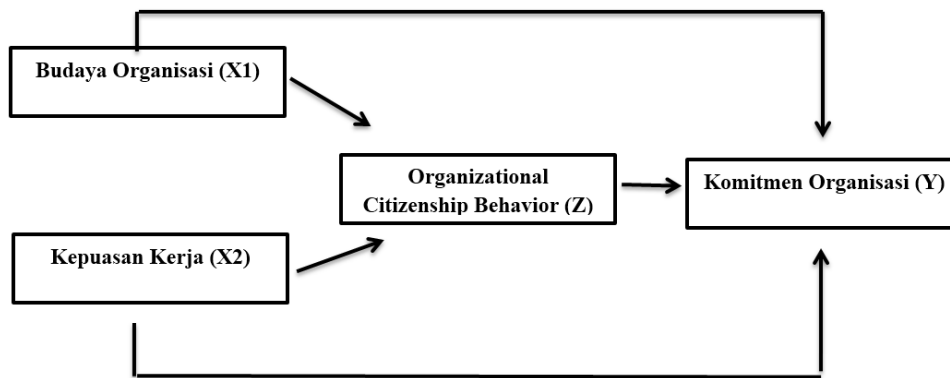 Budaya Organisasi (X1)
Organizational
Citizenship Behavior (Z)
Komitmen Organisasi (Y)
Kepuasan Kerja (X2)